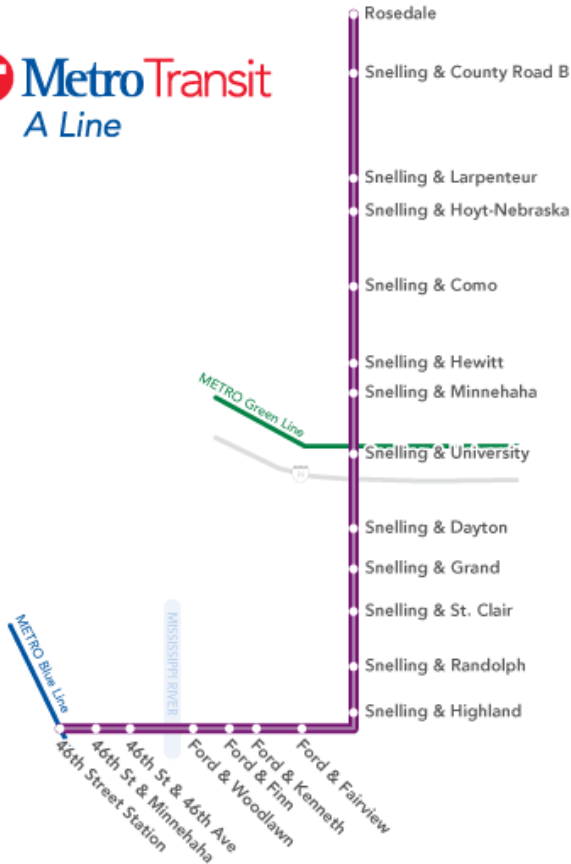 Rosedale
MetroTransit
A Line
Snelling & County Road B
Snelling & Larpenteur
Snelling & Hoyt-Nebraska
Snelling & Como
Snelling & Hewitt
Snelling & Minnehaha
METRO Green Line
Snelling & University
Snelling & Dayton
Snelling & Grand
Snelling & St. Clair
Snelling & Randolph
Snelling & Highland
METRO Blue Line
MISSISSIPPI RIVER
46th Street Station
46th St & Minnehaha
46th St & 46th Ave
Ford & Woodlawn
Ford & Finn
Ford & Kenneth
Ford & Fairview